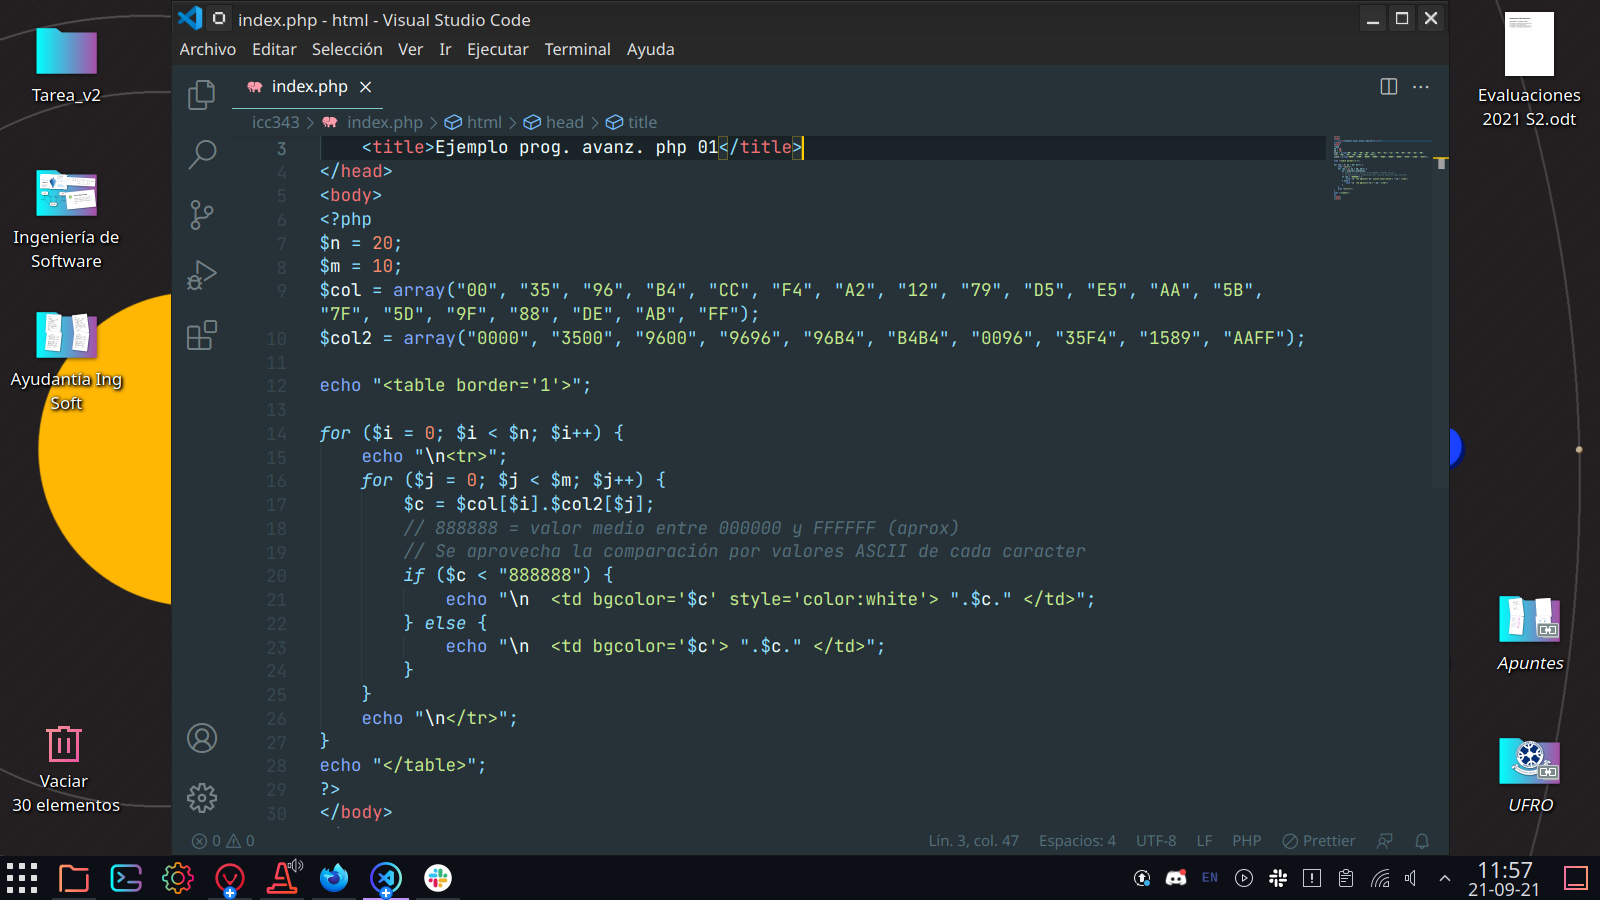 index.php - html - Visual Studio Code
Archivo Editar Selección Ver Ir Ejecutar Terminal Ayuda
index.php
icc343 > index.php > html > head > title
3 <title>Ejemplo prog. avanz. php 01</title>
4 </head>
5 <body>
6 <?php
7 $n = 20;
8 $m = 10;
9 $col = array("00", "35", "96", "B4", "CC", "F4", "A2", "12", "79", "D5", "E5", "AA", "5B",
"7F", "5D", "9F", "88", "DE", "AB", "FF");
10 $col2 = array("0000", "3500", "9600", "9696", "96B4", "B4B4", "0096", "35F4", "1589", "AAFF");
11
12 echo "<table border='1'>";
13
14 for ($i = 0; $i < $n; $i++) {
15 echo "\n<tr>";
16 for ($j = 0; $j < $m; $j++) {
17 $c = $col[$i].$col2[$j];
18 // 888888 = valor medio entre 000000 y FFFFFF (aprox)
19 // Se aprovecha la comparación por valores ASCII de cada caracter
20 if ($c < "888888") {
21 echo "\n  <td bgcolor='$c' style='color:white'> ".$c." </td>";
22 } else {
23 echo "\n  <td bgcolor='$c'> ".$c." </td>";
24 }
25 }
26 echo "\n</tr>";
27 }
28 echo "</table>";
29 ?>
30 </body>
0 0
Lín. 3, col. 47 Espacios: 4 UTF-8 LF PHP Prettier
Tarea_v2
Ingeniería de
Software
Ayudantía Ing
Soft
Vaciar
30 elementos
Evaluaciones
2021 S2.odt
Apuntes
UFRO
EN
11:57
21-09-21